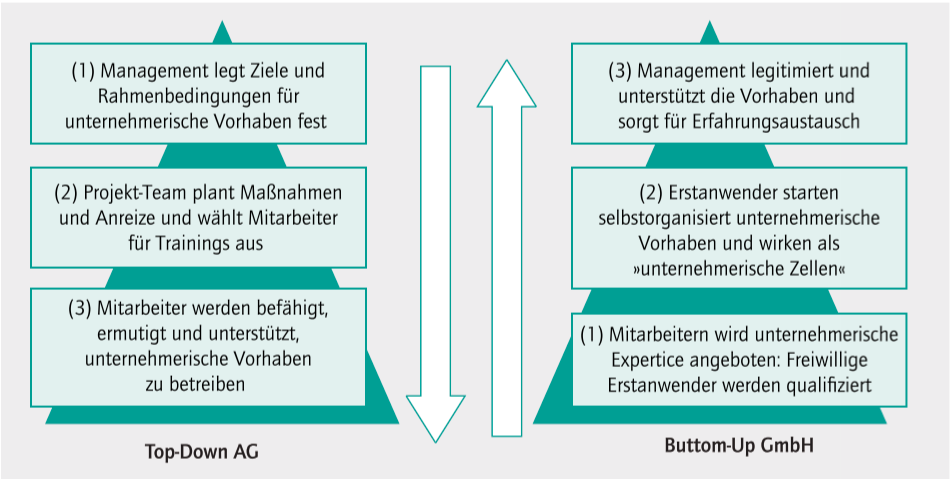 (1) Management legt Ziele und
Rahmenbedingungen für
unternehmerische Vorhaben fest
(2) Projekt-Team plant Maßnahmen
und Anreize und wählt Mitarbeiter
für Trainings aus
(3) Mitarbeiter werden befähigt,
ermutigt und unterstützt,
unternehmerische Vorhaben
zu betreiben
Top-Down AG
(3) Management legitimiert und
unterstützt die Vorhaben und
sorgt für Erfahrungsaustausch
(2) Erstanwender starten
selbstorganisiert unternehmerische
Vorhaben und wirken als
»unternehmerische Zellen«
(1) Mitarbeitern wird unternehmerische
Expertice angeboten: Freiwillige
Erstanwender werden qualifiziert
Buttom-Up GmbH